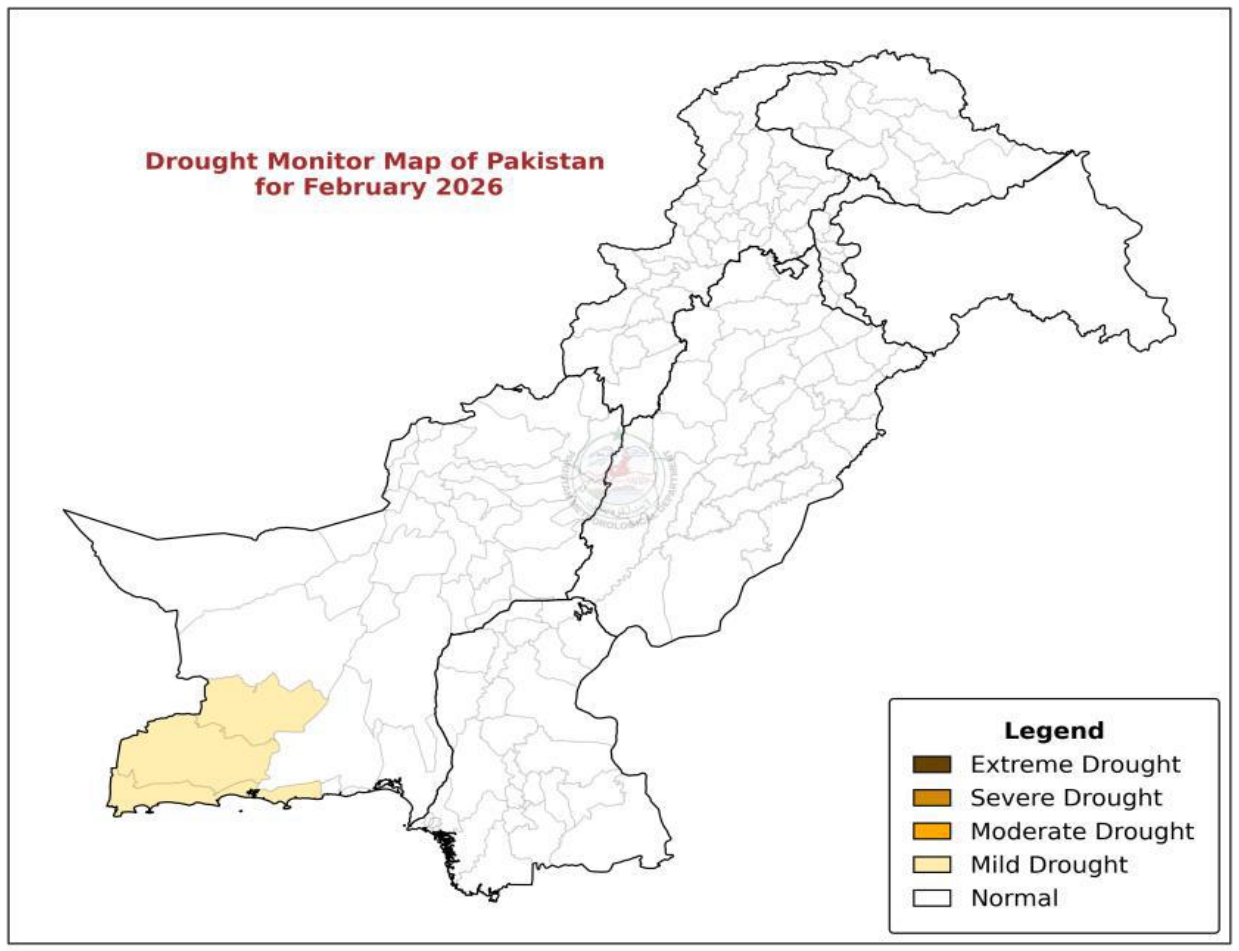 Drought Monitor Map of Pakistan
for February 2026
Legend
Extreme Drought
Severe Drought
Moderate Drought
Mild Drought
Normal